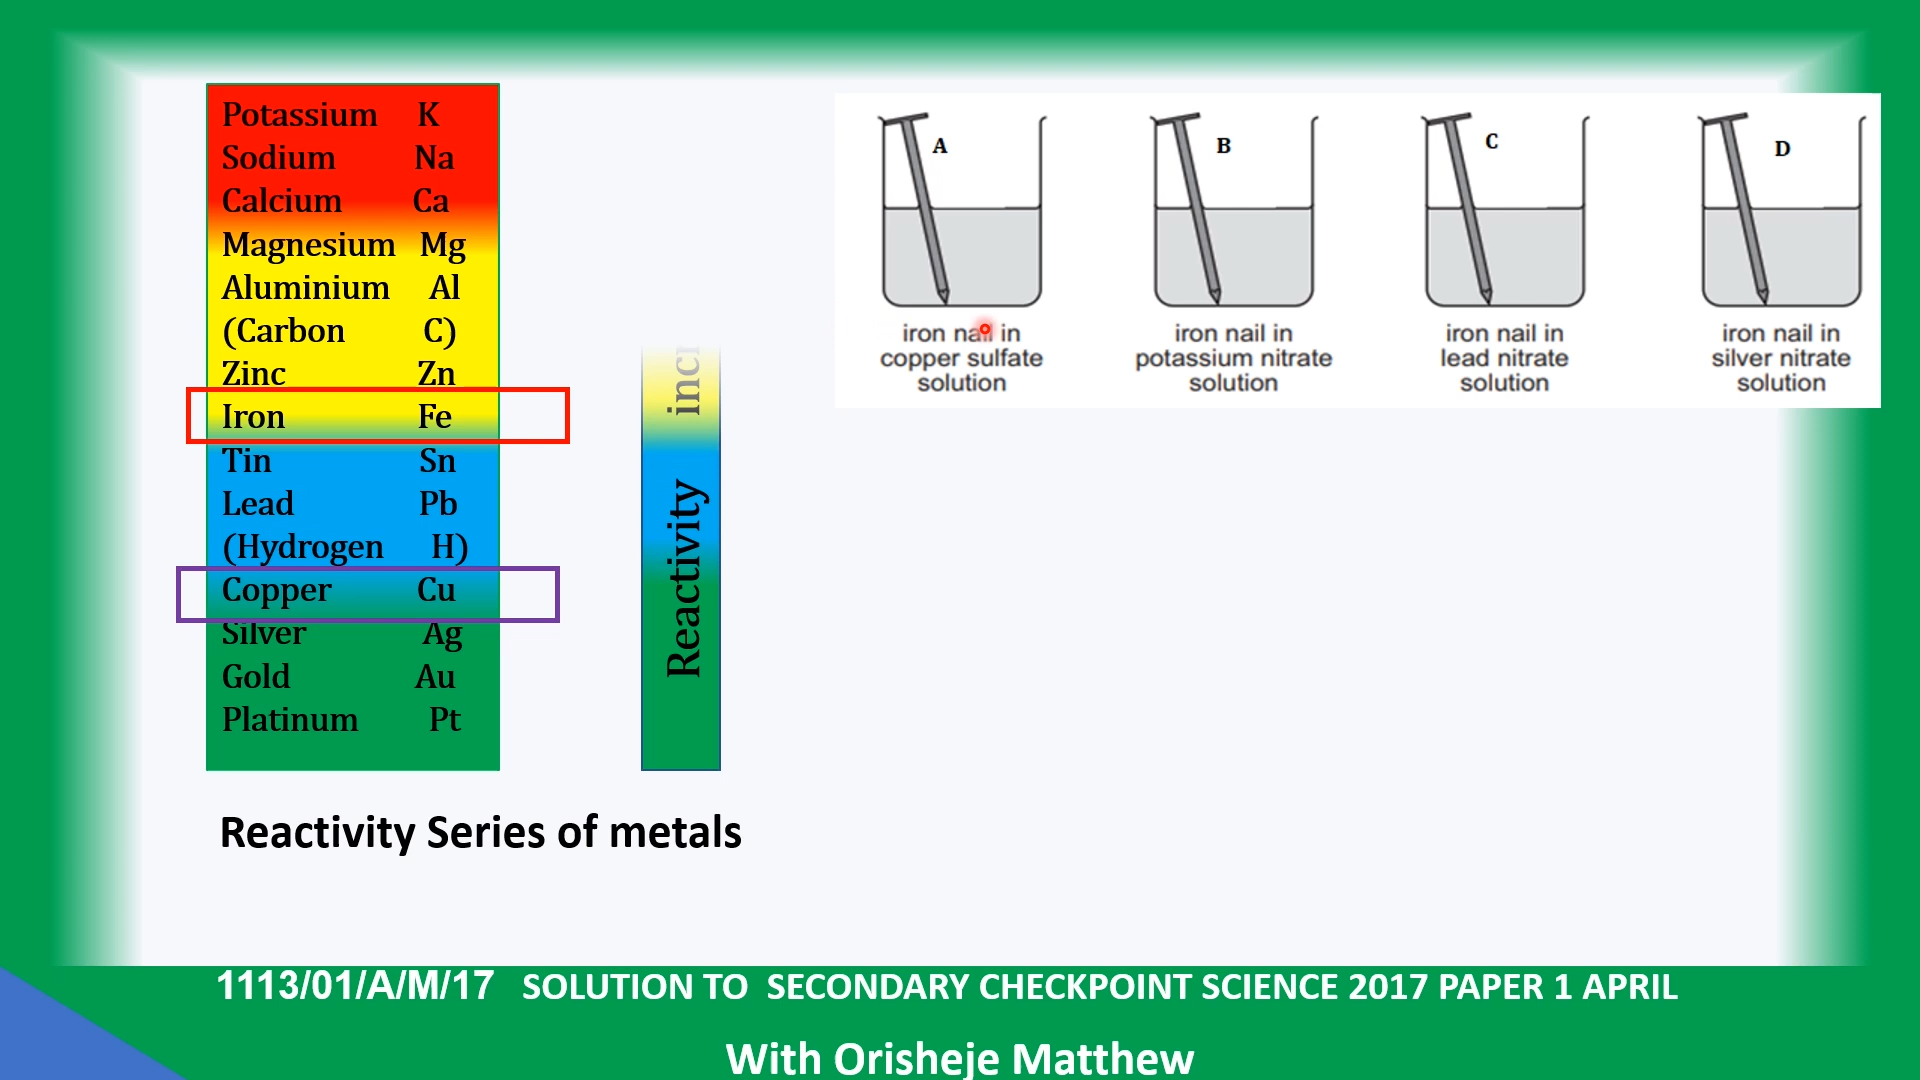 Potassium K
Sodium Na
Calcium Ca
Magnesium Mg
Aluminium Al
(Carbon C)
Zinc Zn
Iron Fe
Tin Sn
Lead Pb
(Hydrogen H)
Copper Cu
Silver Ag
Gold Au
Platinum Pt
Reactivity
Reactivity Series of metals
A
iron nail in
copper sulfate
solution
B
iron nail in
potassium nitrate
solution
C
iron nail in
lead nitrate
solution
D
iron nail in
silver nitrate
solution
1113/01/A/M/17 SOLUTION TO SECONDARY CHECKPOINT SCIENCE 2017 PAPER 1 APRIL
With Orisheje Matthew